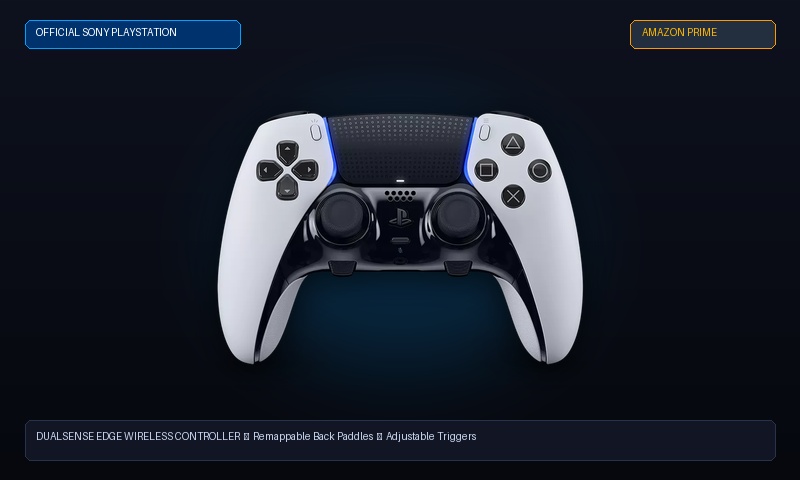 OFFICIAL SONY PLAYSTATION
AMAZON PRIME
DUALSENSE EDGE WIRELESS CONTROLLER ▯ Remappable Back Paddles ▯ Adjustable Triggers